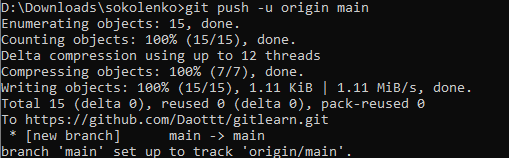 D:\Downloads\sokolenko>git push -u origin main
Enumerating objects: 15, done.
Counting objects: 100% (15/15), done.
Delta compression using up to 12 threads
Compressing objects: 100% (7/7), done.
Writing objects: 100% (15/15), 1.11 KiB | 1.11 MiB/s, done.
Total 15 (delta 0), reused 0 (delta 0), pack-reused 0
To https://github.com/Daottt/gitlearn.git
 * [new branch]      main -> main
branch 'main' set up to track 'origin/main'.